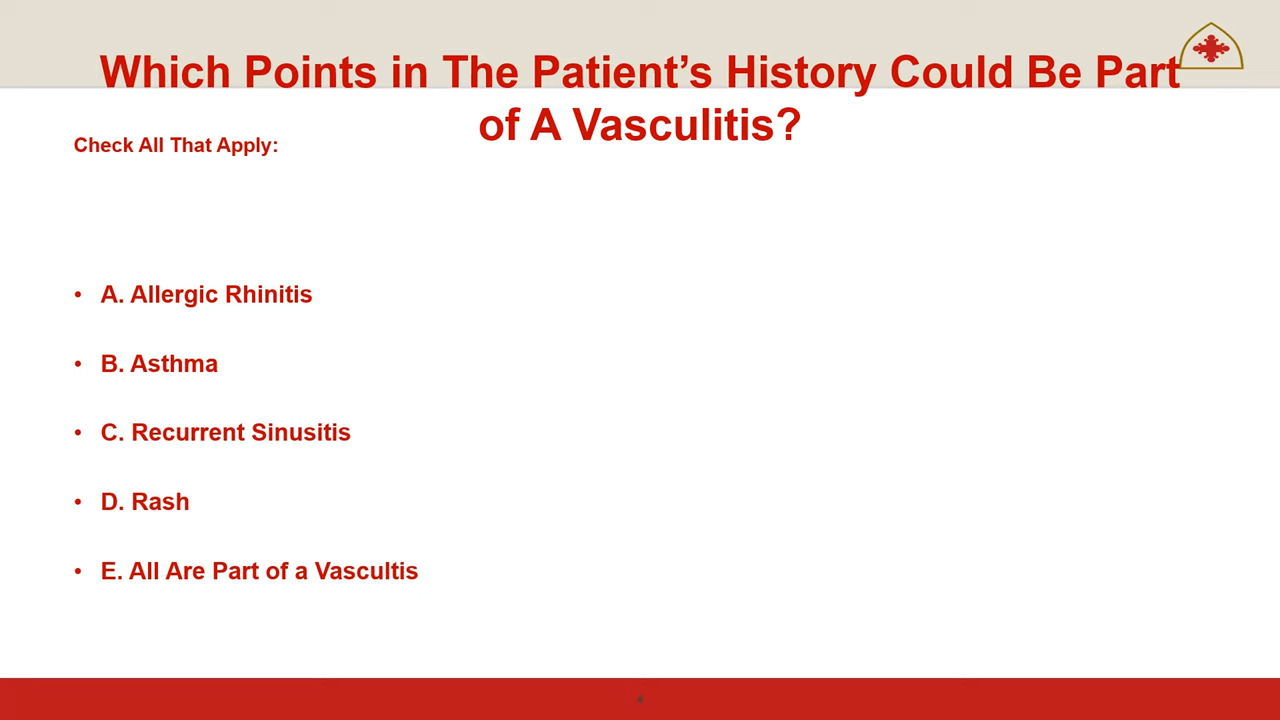 Which Points in The Patient’s History Could Be Part
of A Vasculitis?
Check All That Apply:
• A. Allergic Rhinitis
• B. Asthma
• C. Recurrent Sinusitis
• D. Rash
• E. All Are Part of a Vascultis